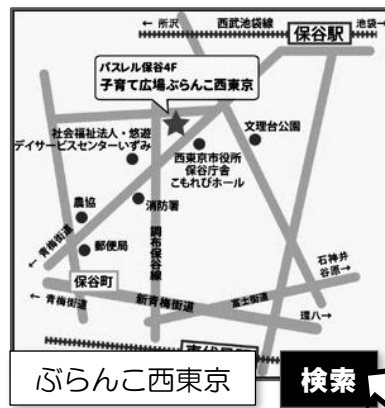 ← 所沢 西武池袋線 池袋→
保谷駅
パスレル保谷4F
子育て広場ぶらんこ西東京
社会福祉法人・悠遊
デイサービスセンターいずみ
文理台公園
西東京市役所
保谷庁舎
こもれびホール
農協
消防署
郵便局
調布保谷線
← 青梅街道
石神井
谷原→
保谷町
← 青梅街道
新青梅街道
富士街道
環八→
ぶらんこ西東京
検索